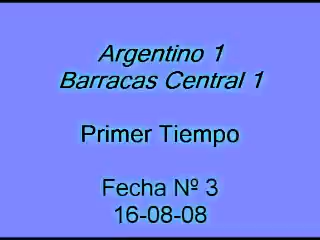 Argentino 1
Barracas Central 1
Primer Tiempo
Fecha Nº 3
16-08-08